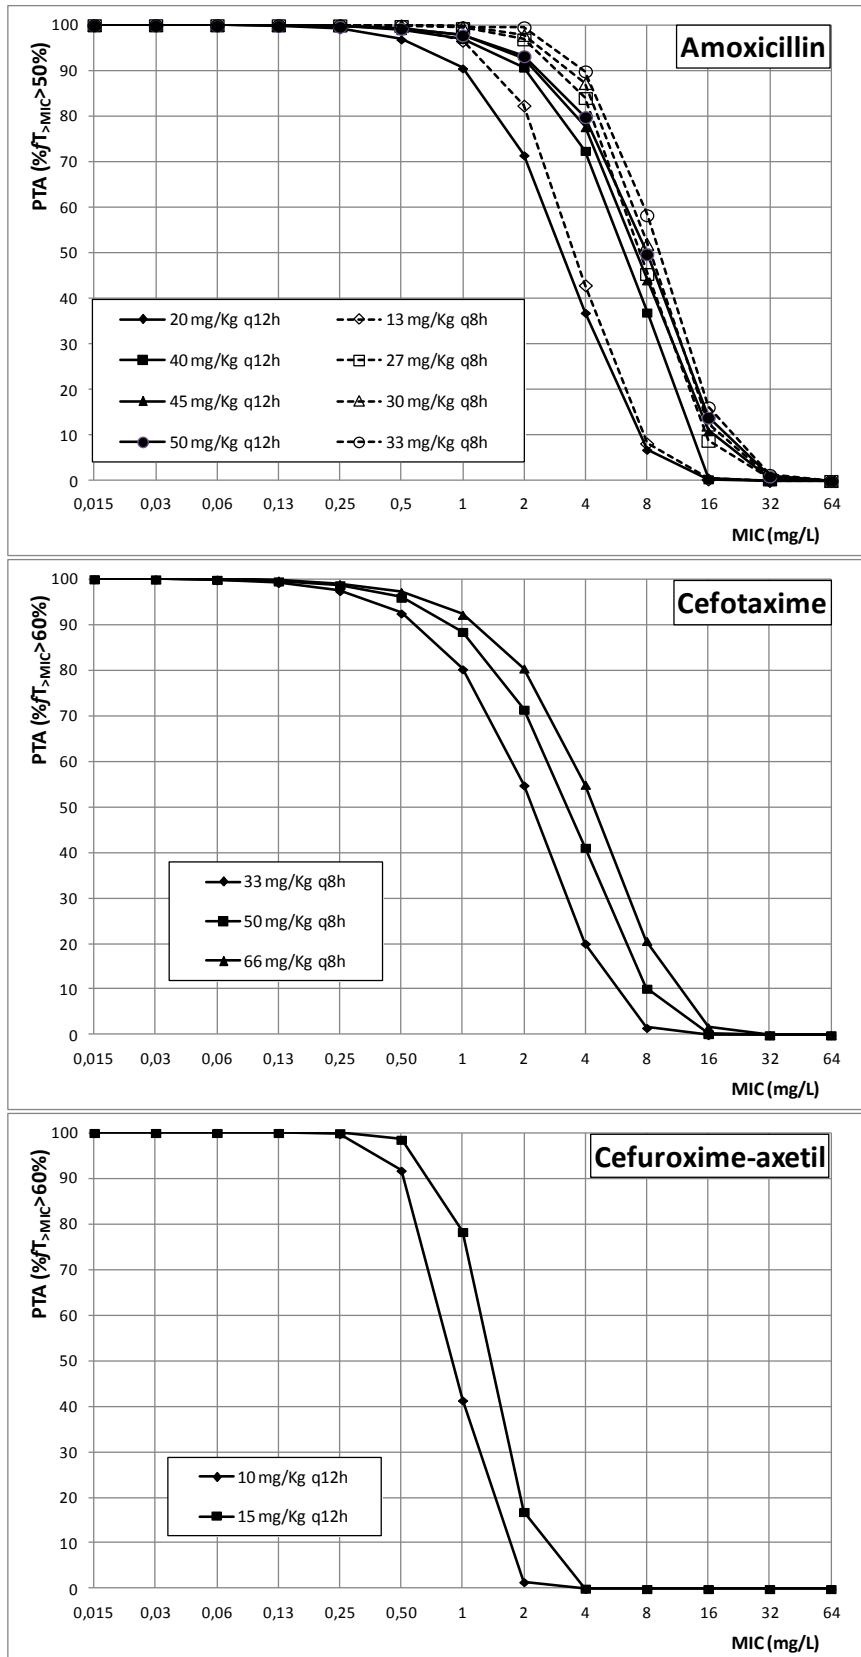 Amoxicillin
PTA (%fT>MIC>50%)
100
90
80
70
60
50
40
30
20
10
0
20 mg/Kg q12h
13 mg/Kg q8h
40 mg/Kg q12h
27 mg/Kg q8h
45 mg/Kg q12h
30 mg/Kg q8h
50 mg/Kg q12h
33 mg/Kg q8h
0,015 0,03 0,06 0,13 0,25 0,5 1 2 4 8 16 32 64
MIC (mg/L)
Cefotaxime
PTA (%fT>MIC>60%)
100
90
80
70
60
50
40
30
20
10
0
33 mg/Kg q8h
50 mg/Kg q8h
66 mg/Kg q8h
0,015 0,03 0,06 0,13 0,25 0,50 1 2 4 8 16 32 64
MIC (mg/L)
Cefuroxime-axetil
PTA (%fT>MIC>60%)
100
90
80
70
60
50
40
30
20
10
0
10 mg/Kg q12h
15 mg/Kg q12h
0,015 0,03 0,06 0,13 0,25 0,50 1 2 4 8 16 32 64
MIC (mg/L)